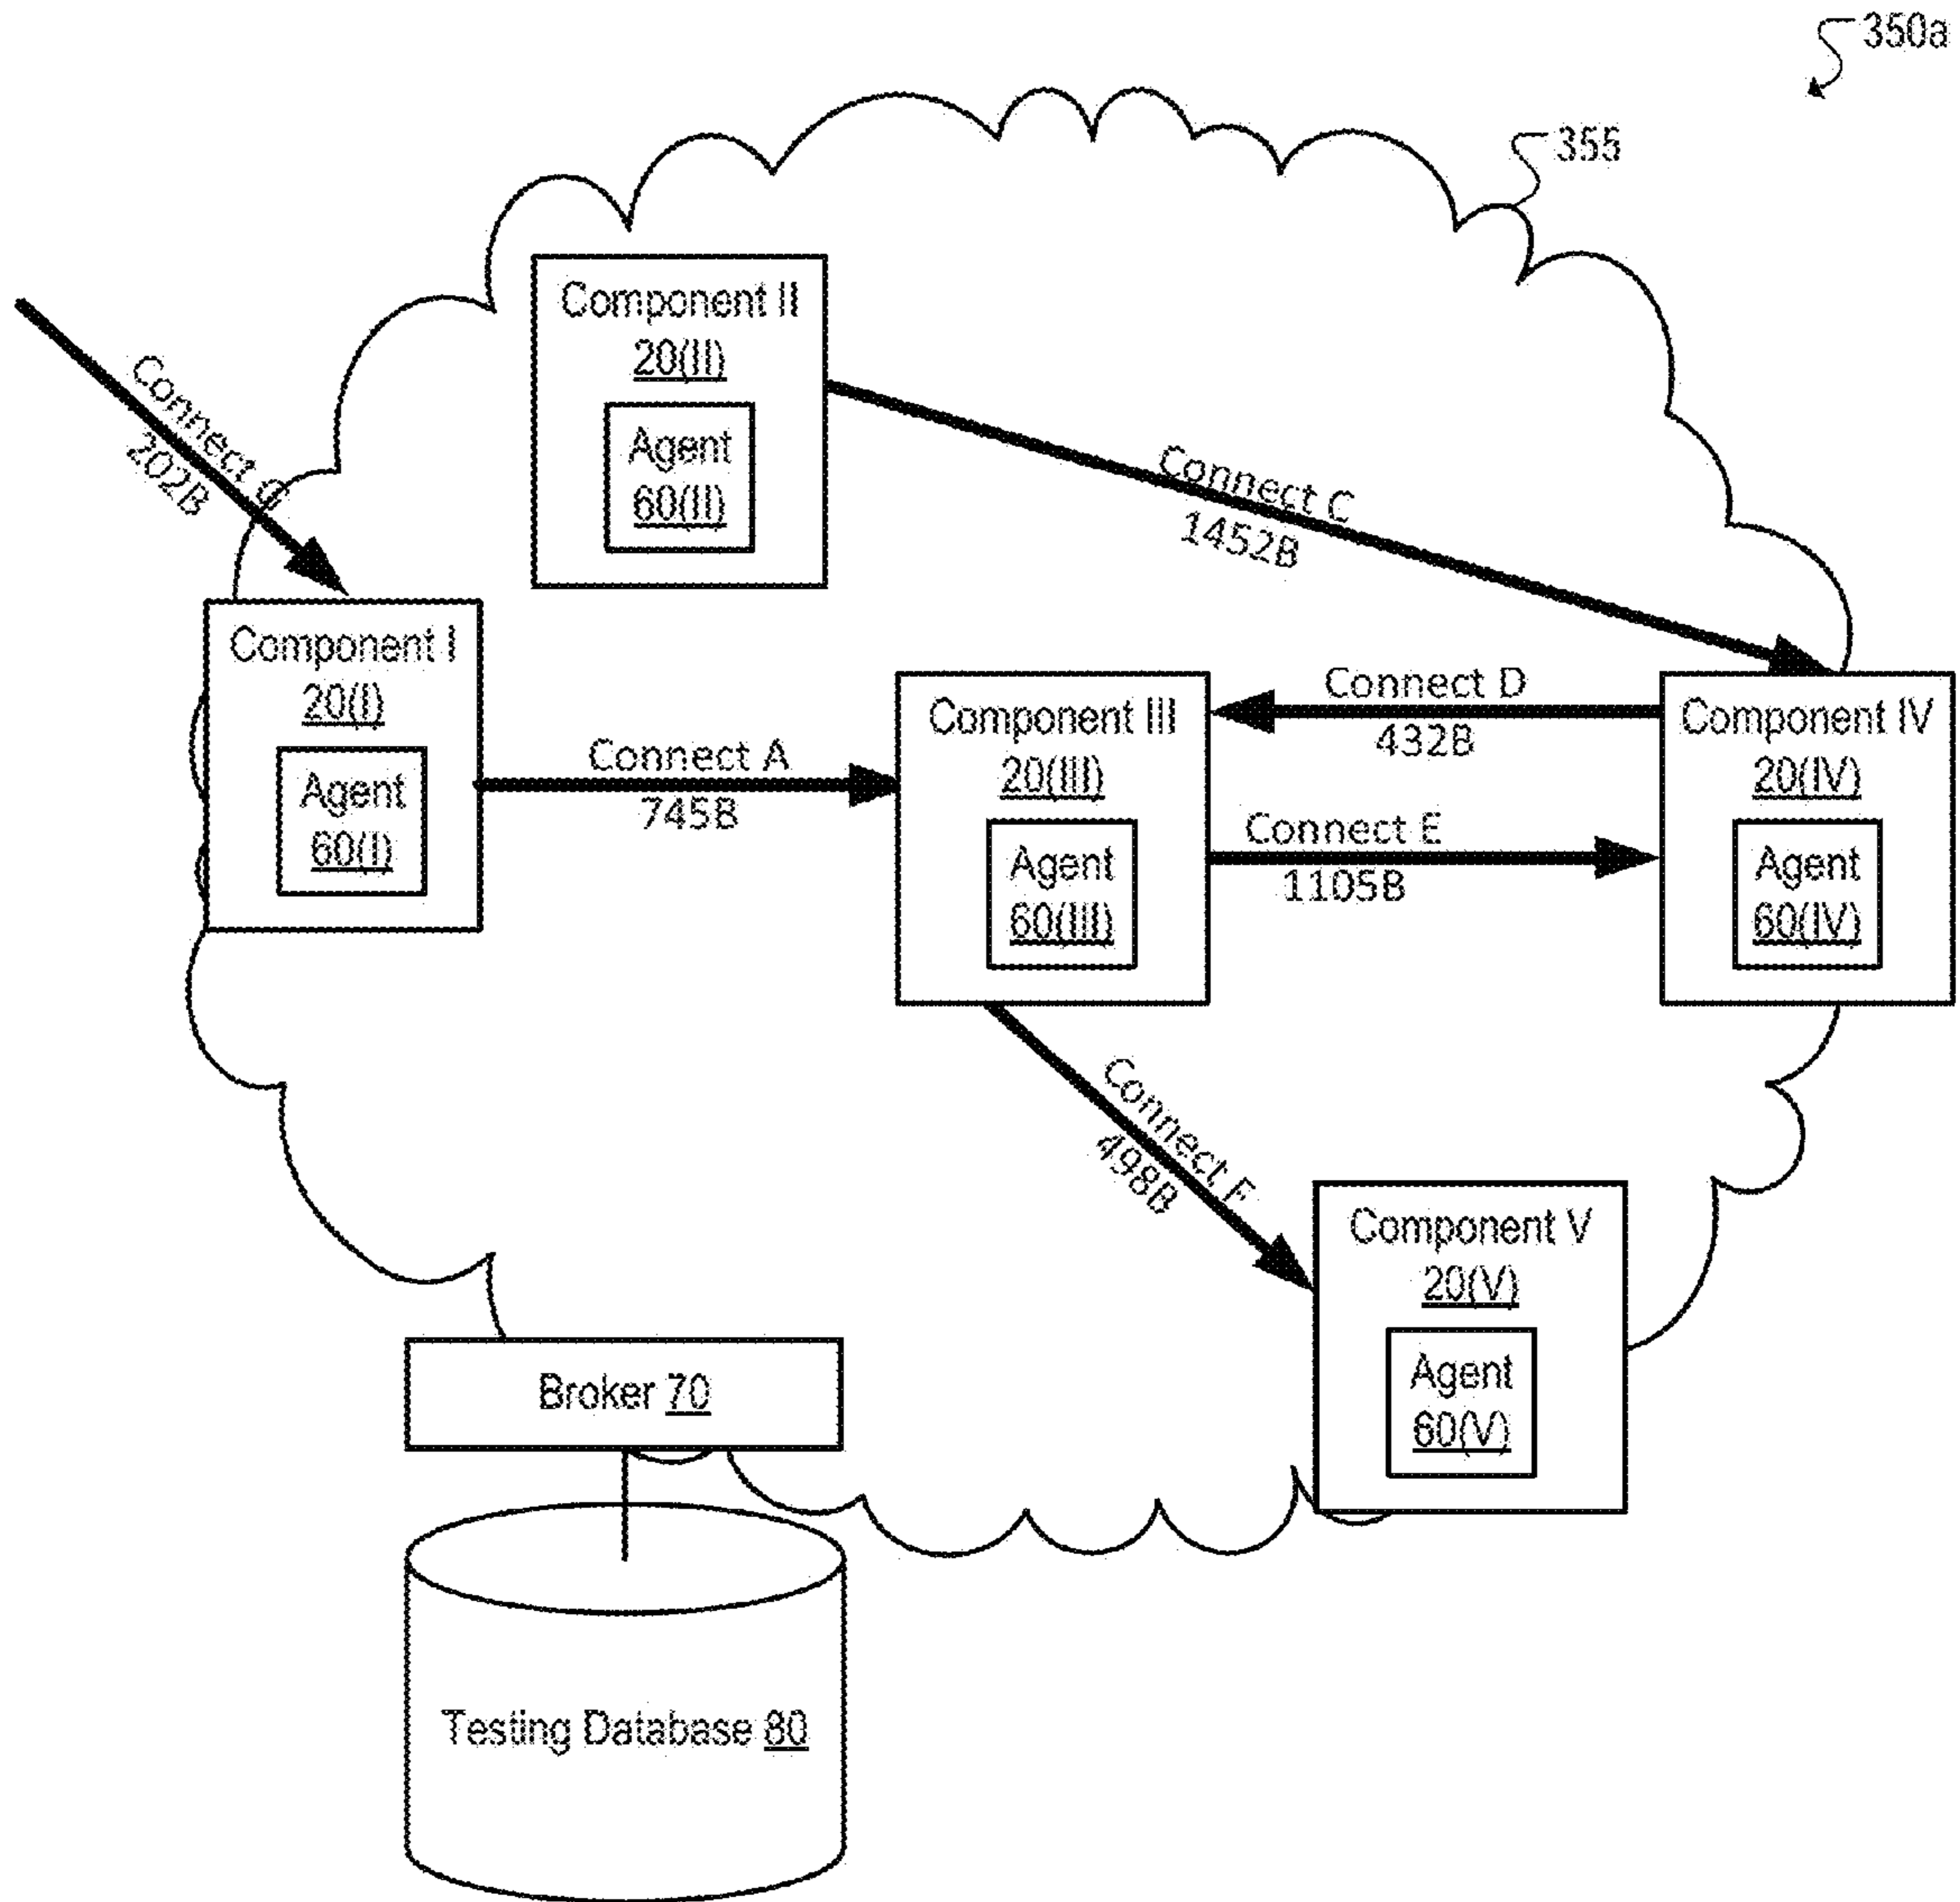 350a
355
Component II
20(II)
Agent
60(II)
Connect G
202B
Connect C
1452B
Component I
20(I)
Agent
60(I)
Connect A
745B
Component III
20(III)
Agent
60(III)
Connect D
432B
Connect E
1105B
Component IV
20(IV)
Agent
60(IV)
Connect F
498B
Component V
20(V)
Agent
60(V)
Broker 70
Testing Database 80